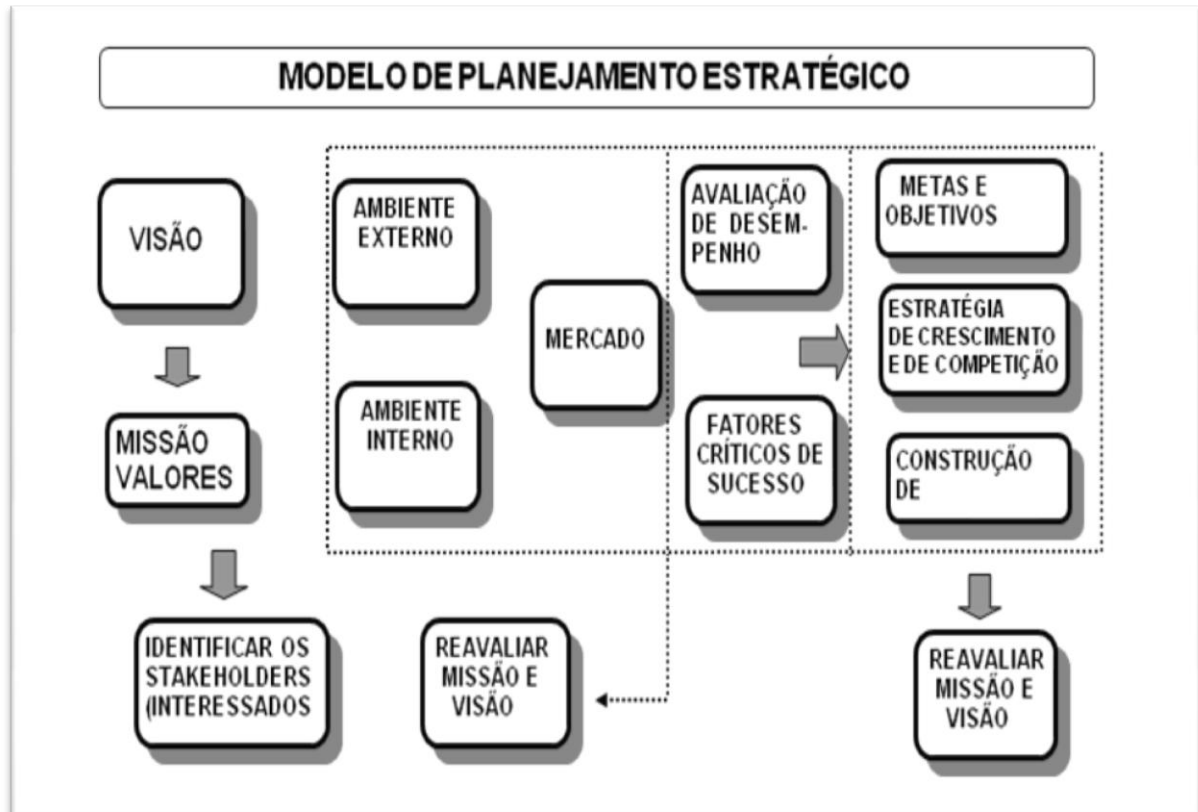 MODELO DE PLANEJAMENTO ESTRATÉGICO
VISÃO
MISSÃO
VALORES
IDENTIFICAR OS
STAKEHOLDERS
(INTERESSADOS
AMBIENTE
EXTERNO
AMBIENTE
INTERNO
MERCADO
REAVALIAR
MISSÃO E
VISÃO
AVALIAÇÃO
DE DESEM-
PENHO
FATORES
CRÍTICOS DE
SUCESSO
METAS E
OBJETIVOS
ESTRATÉGIA
DE CRESCIMENTO
E DE COMPETIÇÃO
CONSTRUÇÃO
DE
REAVALIAR
MISSÃO E
VISÃO